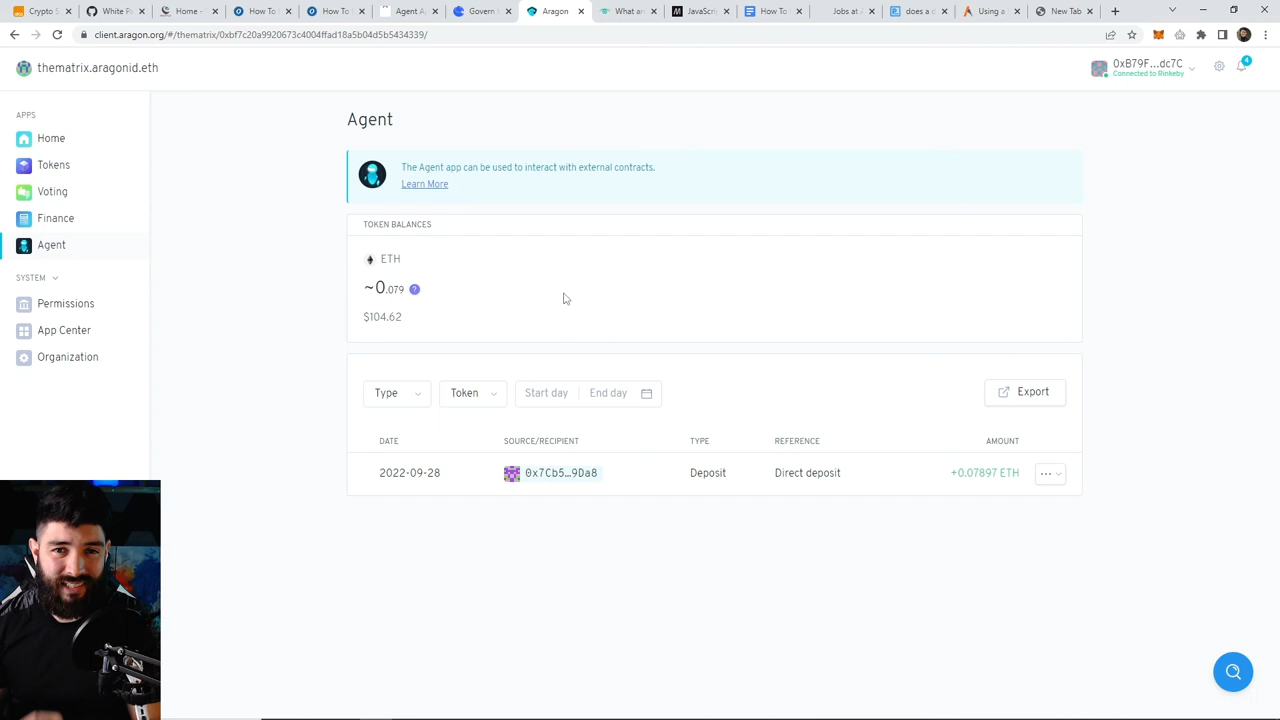 Crypto S
White Pa
Home -
How To
How To
Agent A
Govern
Aragon
What are
JavaScri
How To
Jobs at A
does a d
Using a
New Tab
client.aragon.org/#/thematrix/0xbf7c20a9920673c4004ffad18a5b04d5b5434339/
thematrix.aragonid.eth
0xB79F…dc7C
Connected to Rinkeby
4
APPS
Home
Tokens
Voting
Finance
Agent
SYSTEM
Permissions
App Center
Organization
Agent
The Agent app can be used to interact with external contracts.
Learn More
TOKEN BALANCES
ETH
~0.079 ?
$104.62
Type
Token
Start day
End day
Export
DATE SOURCE/RECIPIENT TYPE REFERENCE AMOUNT
2022-09-28 0x7Cb5…9Da8 Deposit Direct deposit +0.07897 ETH